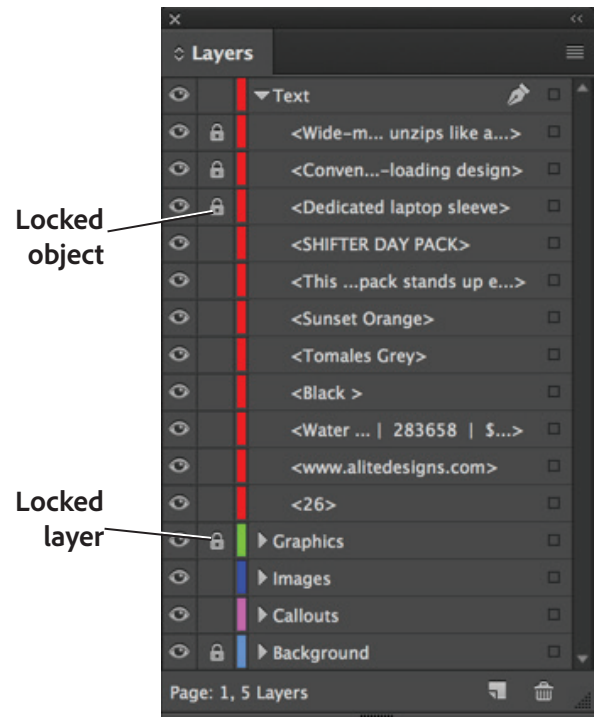 Layers
Text
<Wide-m... unzips like a...>
<Conven...-loading design>
Locked object
<Dedicated laptop sleeve>
<SHIFTER DAY PACK>
<This ...pack stands up e...>
<Sunset Orange>
<Tomales Grey>
<Black >
<Water ... | 283658 | $...>
<www.alitedesigns.com>
<26>
Locked layer
Graphics
Images
Callouts
Background
Page: 1, 5 Layers